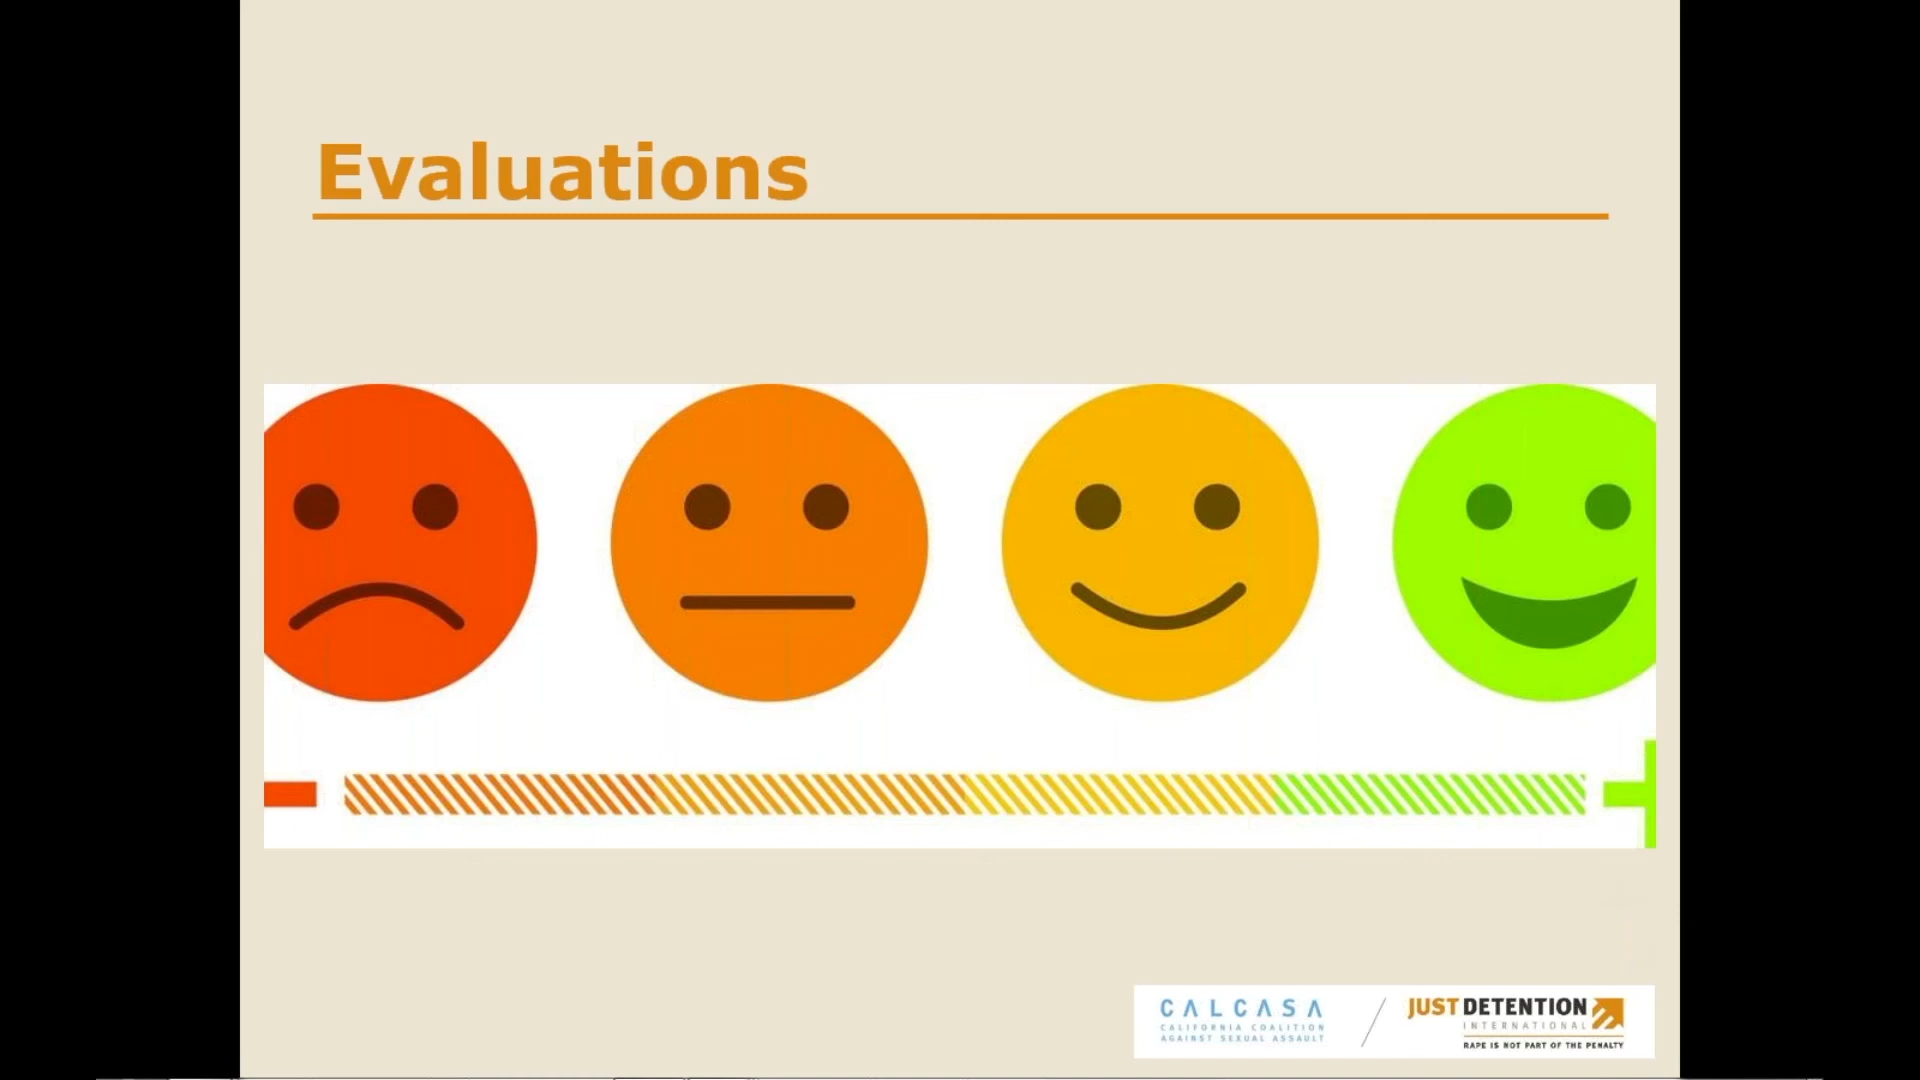 Evaluations
CALCASA
CALIFORNIA COALITION
AGAINST SEXUAL ASSAULT
JUST DETENTION
INTERNATIONAL
RAPE IS NOT PART OF THE PENALTY